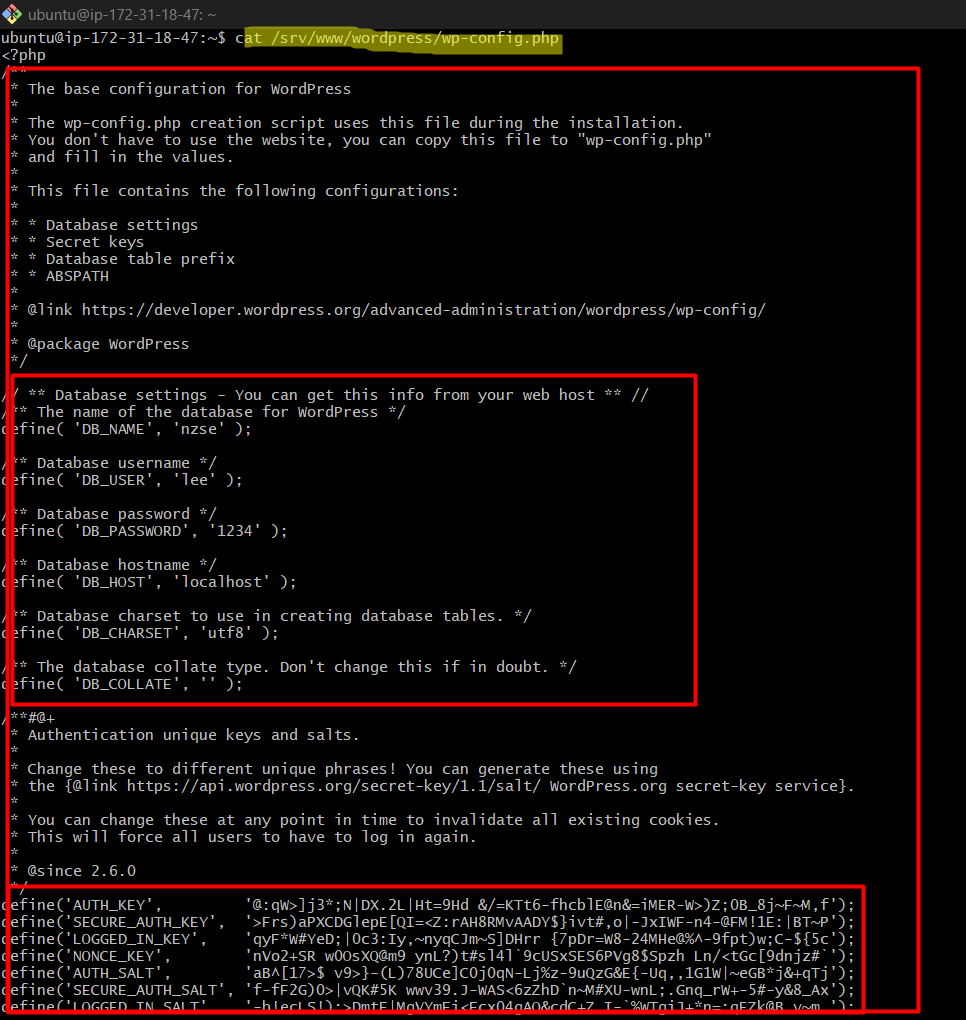 ubuntu@ip-172-31-18-47: ~
ubuntu@ip-172-31-18-47:~$ cat /srv/www/wordpress/wp-config.php
<?php
/**
 * The base configuration for WordPress
 *
 * The wp-config.php creation script uses this file during the installation.
 * You don't have to use the website, you can copy this file to "wp-config.php"
 * and fill in the values.
 *
 * This file contains the following configurations:
 *
 * * Database settings
 * * Secret keys
 * * Database table prefix
 * * ABSPATH
 *
 * @link https://developer.wordpress.org/advanced-administration/wordpress/wp-config/
 *
 * @package WordPress
 */
// ** Database settings - You can get this info from your web host ** //
/** The name of the database for WordPress */
define( 'DB_NAME', 'nzse' );
/** Database username */
define( 'DB_USER', 'lee' );
/** Database password */
define( 'DB_PASSWORD', '1234' );
/** Database hostname */
define( 'DB_HOST', 'localhost' );
/** Database charset to use in creating database tables. */
define( 'DB_CHARSET', 'utf8' );
/** The database collate type. Don't change this if in doubt. */
define( 'DB_COLLATE', '' );
/**#@+
 * Authentication unique keys and salts.
 *
 * Change these to different unique phrases! You can generate these using
 * the {@link https://api.wordpress.org/secret-key/1.1/salt/ WordPress.org secret-key service}.
 *
 * You can change these at any point in time to invalidate all existing cookies.
 * This will force all users to have to log in again.
 *
 * @since 2.6.0
 */
define('AUTH_KEY',         '@:qW>]j3*;N|DX.2L|Ht=9Hd &/=KTt6-fhcblE@n&=iMER-W>)Z;0B_8j~F~M,f');
define('SECURE_AUTH_KEY',  '>Frs)aPXCDGlepE[QI=<Z:rAH8RMvAADY$}ivt#,o|-JxIWF-n4-@FM!1E:|BT~P');
define('LOGGED_IN_KEY',    'qyF*W#YeD;|0c3:Iy,~nyqCJm~S]DHrr {7pDr=W8-24MHe@%^-9fpt)w;C-${5c');
define('NONCE_KEY',        'nVo2+SR wOOsXQ@m9 ynL?)t#sl4l`9cUSxSES6PVg8$Spzh Ln/<tGc[9dnjz#`');
define('AUTH_SALT',        'aB^[17>$ v9>}-(L)78UCe]C0jOqN-Lj%z-9uQzG&E{-Uq,,1G1W|~eGB*j&+qTj');
define('SECURE_AUTH_SALT', 'f-fF2G)0>|vQK#5K wwv39.J-WAS<6zZhD`n~M#XU-wnL;.Gnq_rW+-5#-y&8_Ax');
define('LOGGED_IN_SALT',